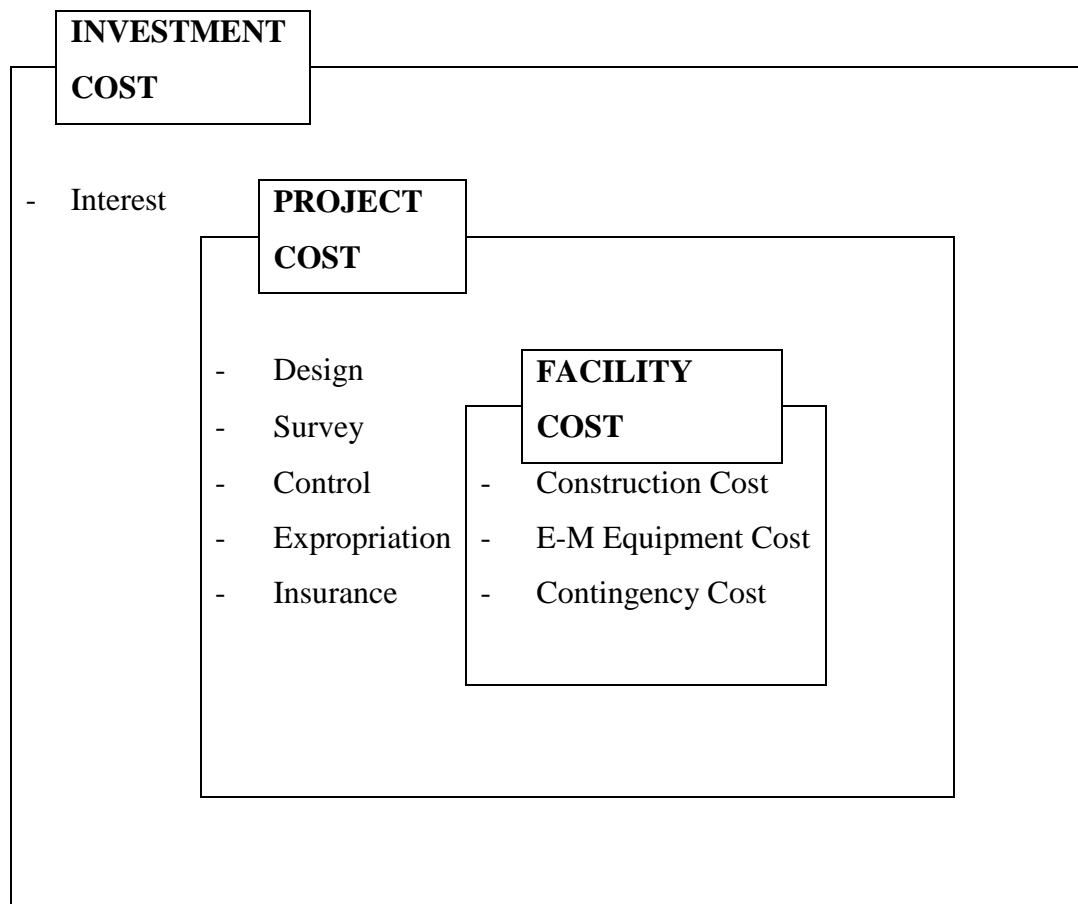 INVESTMENT
COST
- Interest
PROJECT
COST
- Design
- Survey
- Control
- Expropriation
- Insurance
FACILITY
COST
- Construction Cost
- E-M Equipment Cost
- Contingency Cost